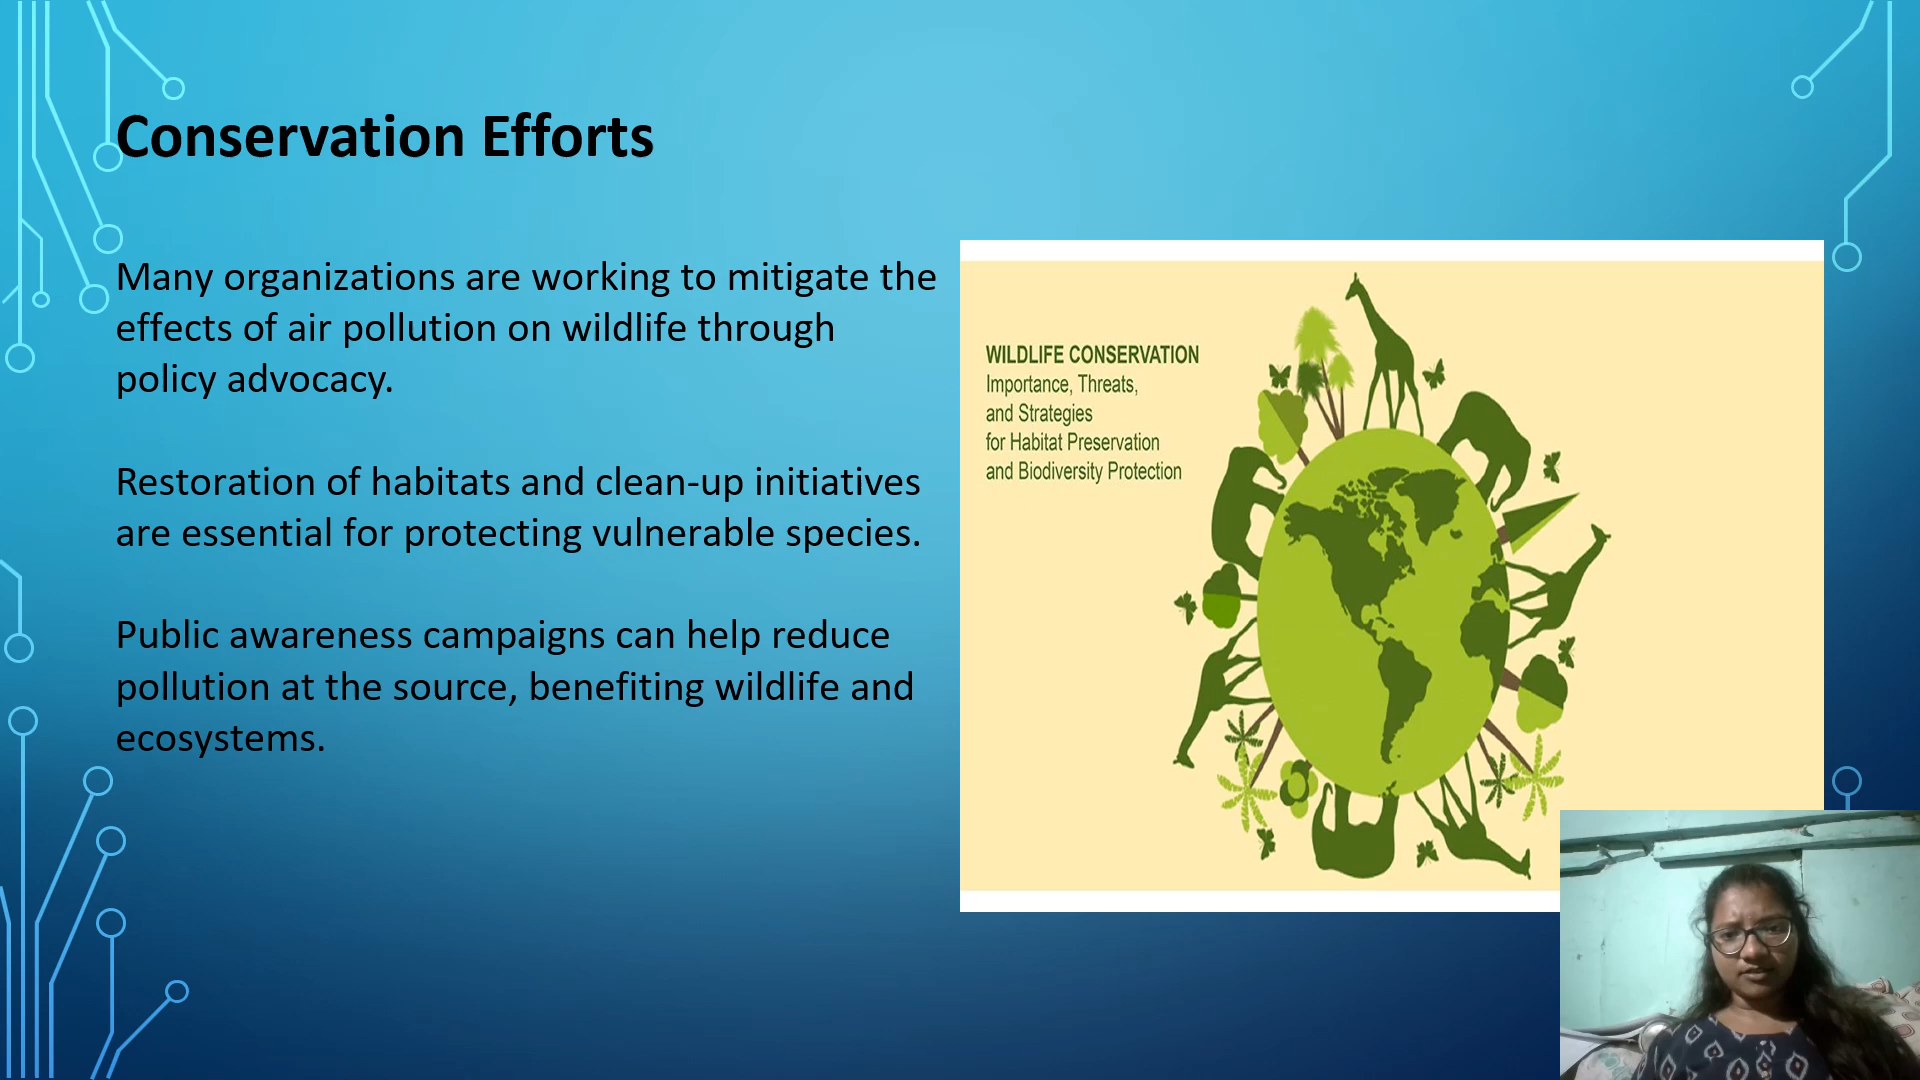 Conservation Efforts
Many organizations are working to mitigate the
effects of air pollution on wildlife through
policy advocacy.
Restoration of habitats and clean-up initiatives
are essential for protecting vulnerable species.
Public awareness campaigns can help reduce
pollution at the source, benefiting wildlife and
ecosystems.
WILDLIFE CONSERVATION
Importance, Threats,
and Strategies
for Habitat Preservation
and Biodiversity Protection